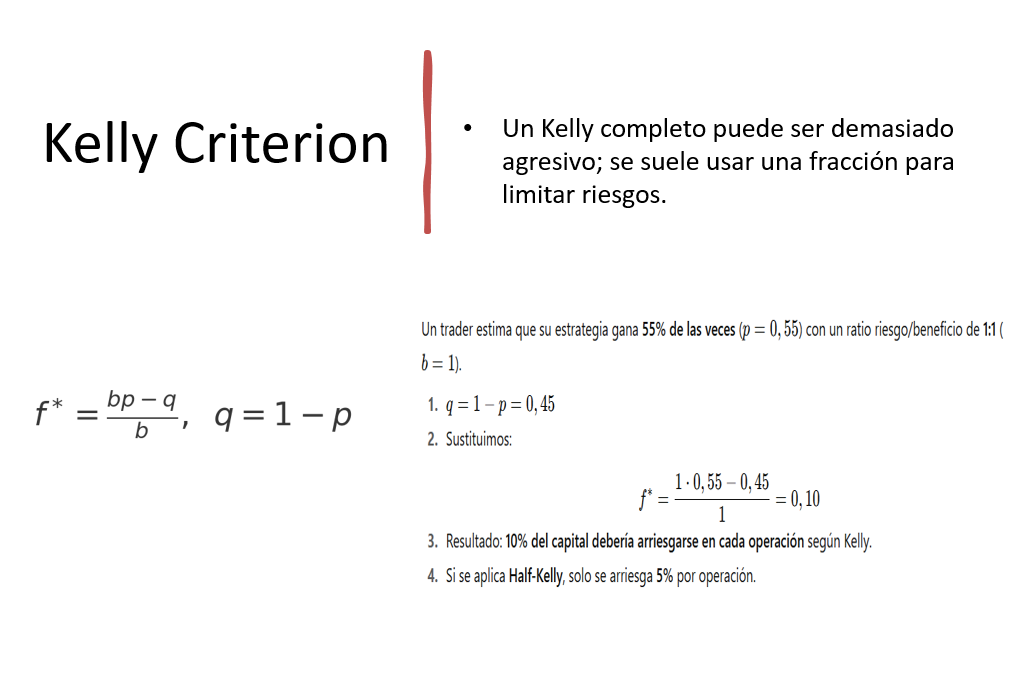 Kelly Criterion
• Un Kelly completo puede ser demasiado
agresivo; se suele usar una fracción para
limitar riesgos.
f* = (bp − q)/b, q = 1 − p
Un trader estima que su estrategia gana 55% de las veces (p = 0,55) con un ratio riesgo/beneficio de 1:1 (
b = 1).
1. q = 1 − p = 0,45
2. Sustituimos:
f* = (1 · 0,55 − 0,45)/1 = 0,10
3. Resultado: 10% del capital debería arriesgarse en cada operación según Kelly.
4. Si se aplica Half-Kelly, solo se arriesga 5% por operación.